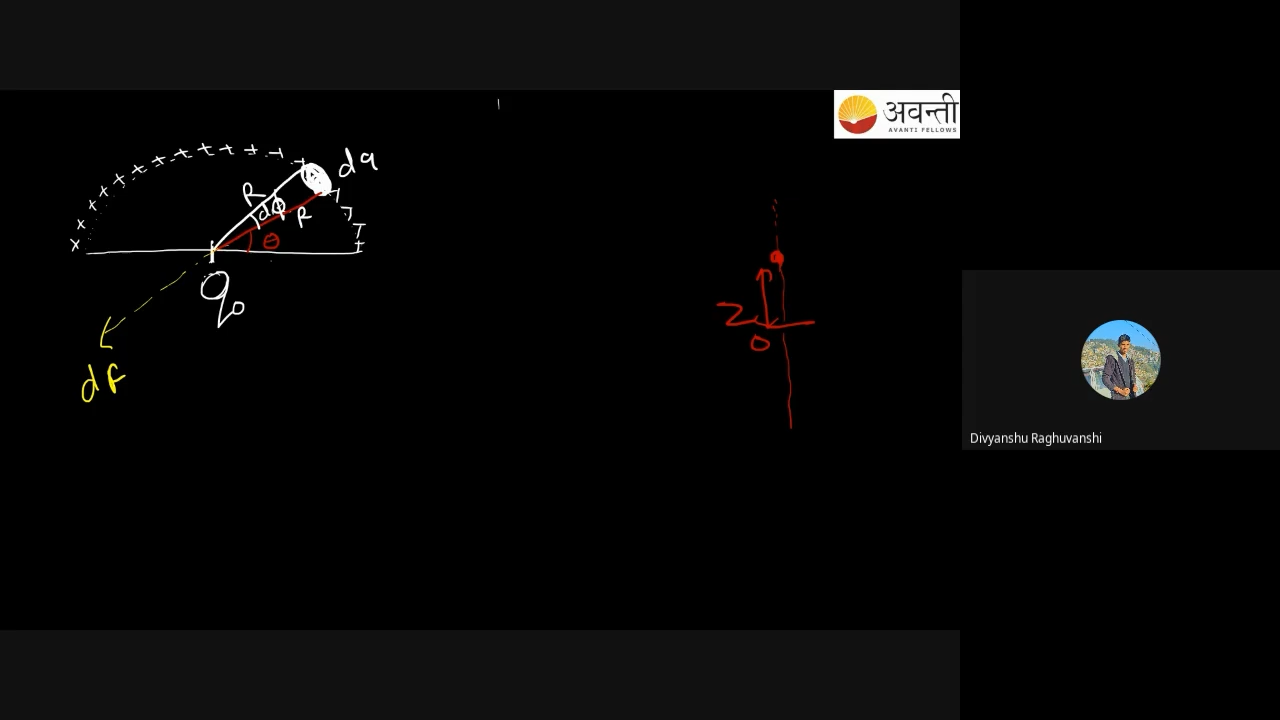 अवन्ती
AVANTI FELLOWS
dq
R
dθ
R
θ
q₀
dF
Z
O
Divyanshu Raghuvanshi